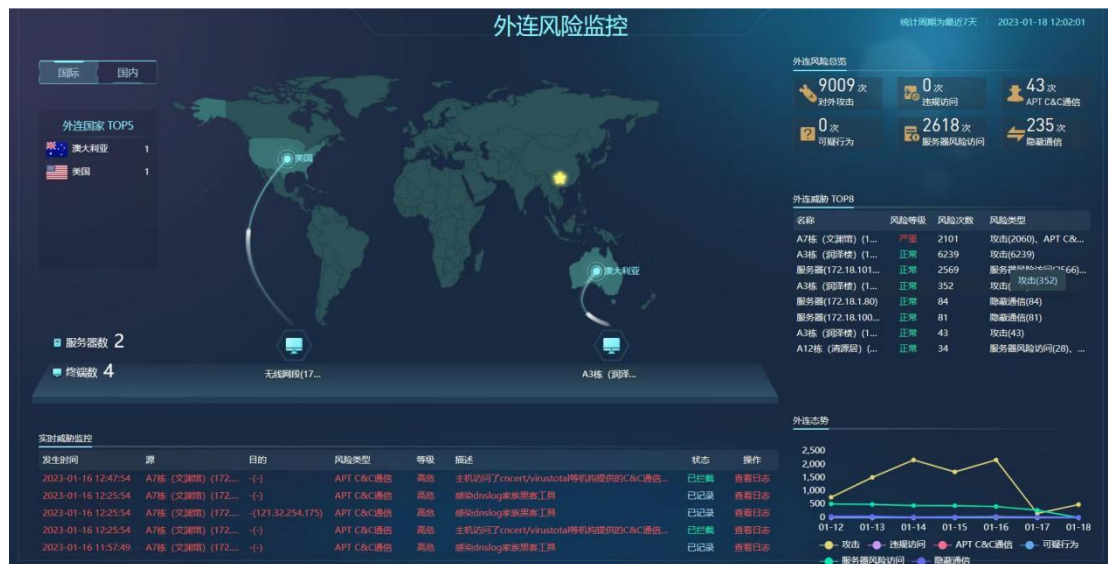 外连风险监控
统计周期为最近7天 | 2023-01-18 12:02:01
国际 国内
外连国家 TOP5
澳大利亚 1
美国 1
美国
澳大利亚
服务器数 2
终端数 4
无线网段(17...
A3栋 (润泽...
外连风险总览
9009 次 对外攻击
0 次 违规访问
43 次 APT C&C通信
0 次 可疑行为
2618 次 服务器风险访问
235 次 隐蔽通信
外连威胁 TOP8
名称 风险等级 风险次数 风险类型
A7栋 (文渊馆) (1... 严重 2101 攻击(2060)、APT C&...
A3栋 (润泽楼) (1... 正常 6239 攻击(6239)
服务器(172.18.101... 正常 2569 服务器风险访问(2566)...
A3栋 (润泽楼) (1... 正常 352 攻击(
攻击(352)
服务器(172.18.1.80) 正常 84 隐蔽通信(84)
服务器(172.18.100... 正常 81 隐蔽通信(81)
A3栋 (润泽楼) (1... 正常 43 攻击(43)
A12栋 (清源居) (... 正常 34 服务器风险访问(28)、...
实时威胁监控
发生时间 源 目的 风险类型 等级 描述 状态 操作
2023-01-16 12:47:54 A7栋 (文渊馆) (172.... -(-) APT C&C通信 高危 主机访问了cncert/virustotal等机构提供的C&C通信... 已拦截 查看日志
2023-01-16 12:25:54 A7栋 (文渊馆) (172.... -(-) APT C&C通信 高危 感染dnslog家族黑客工具 已记录 查看日志
2023-01-16 12:25:54 A7栋 (文渊馆) (172.... -(121.32.254.175) APT C&C通信 高危 感染dnslog家族黑客工具 已记录 查看日志
2023-01-16 12:25:54 A7栋 (文渊馆) (172.... -(-) APT C&C通信 高危 主机访问了cncert/virustotal等机构提供的C&C通信... 已拦截 查看日志
2023-01-16 11:57:49 A7栋 (文渊馆) (172.... -(-) APT C&C通信 高危 感染dnslog家族黑客工具 已记录 查看日志
外连态势
2,500
2,000
1,500
1,000
500
0
01-12 01-13 01-14 01-15 01-16 01-17 01-18
攻击 违规访问 APT C&C通信 可疑行为
服务器风险访问 隐蔽通信